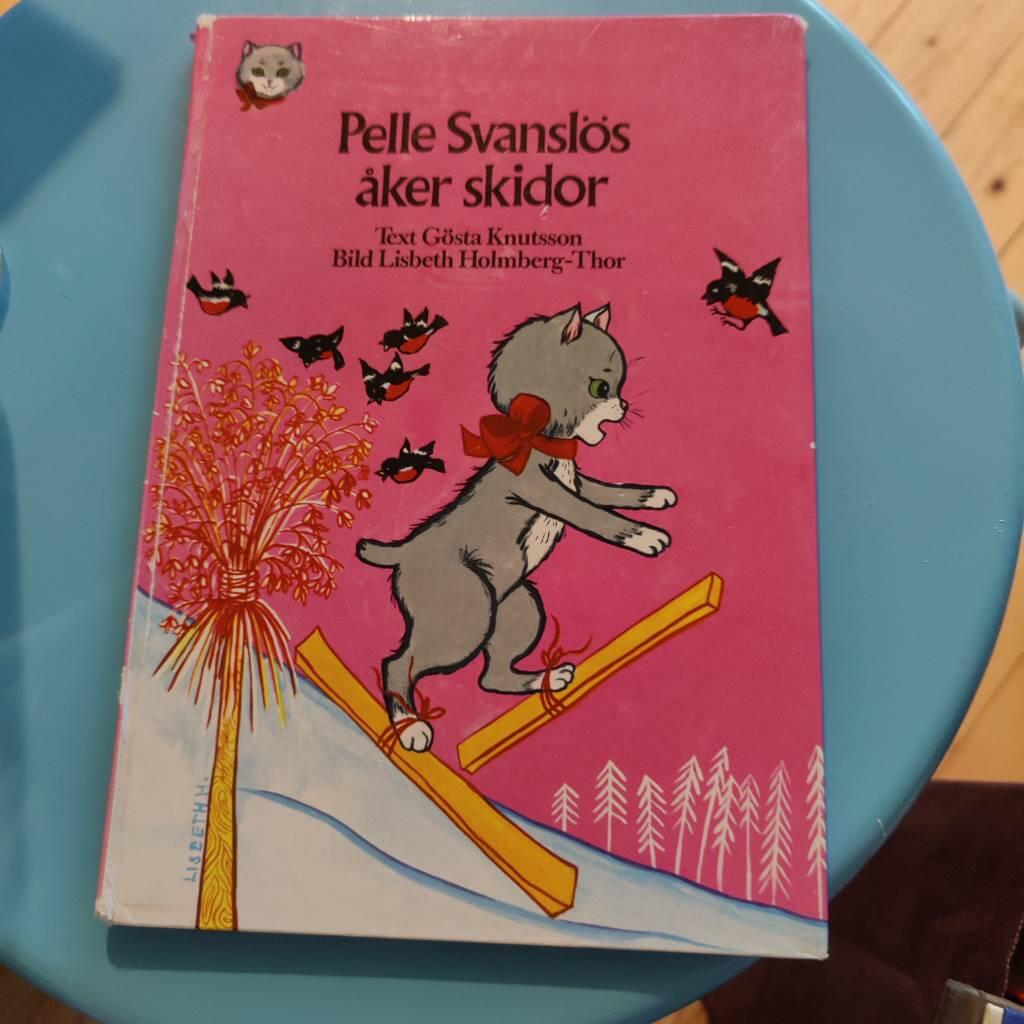 Pelle Svanslös
åker skidor
Text Gösta Knutsson
Bild Lisbeth Holmberg-Thor
LISBETH H.